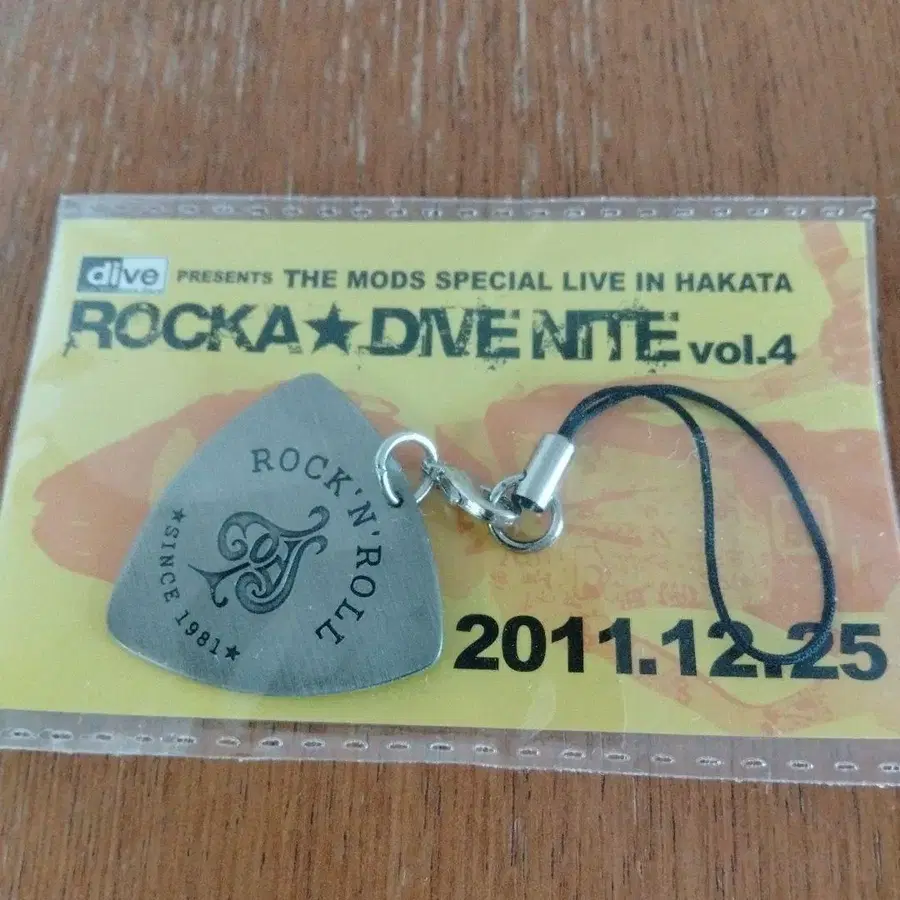 dive PRESENTS THE MODS SPECIAL LIVE IN HAKATA
ROCKA★DIVE NITE vol.4
ROCK'N'ROLL
★SINCE 1981★
2011.12.25